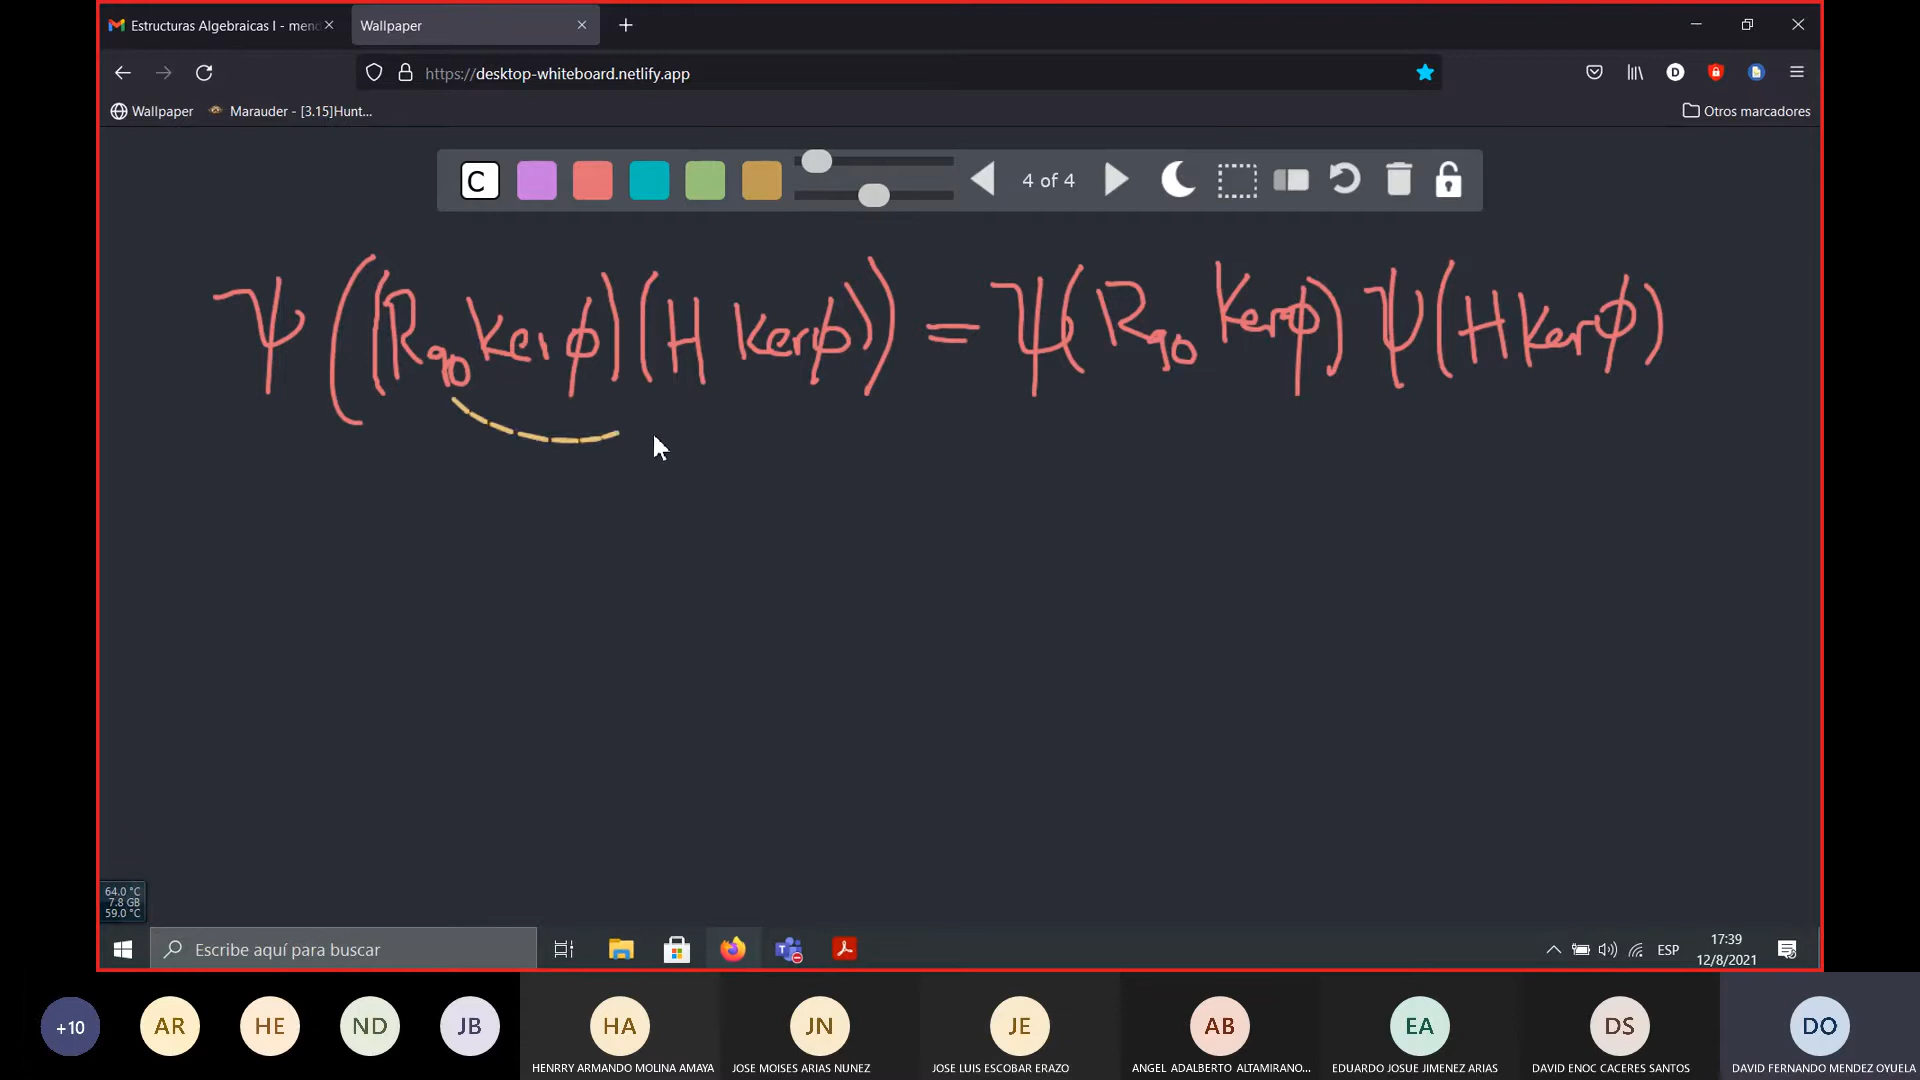 Estructuras Algebraicas I - mend
Wallpaper
https://desktop-whiteboard.netlify.app
Wallpaper
Marauder - [3.15]Hunt...
Otros marcadores
C
4 of 4
Ψ((R₉₀ Ker φ)(H Ker φ)) = Ψ(R₉₀ Ker φ) Ψ(H Ker φ)
64.0 °C
7.8 GB
59.0 °C
Escribe aquí para buscar
ESP
17:39
12/8/2021
+10
AR
HE
ND
JB
HA
JN
JE
AB
EA
DS
DO
HENRRY ARMANDO MOLINA AMAYA
JOSE MOISES ARIAS NUNEZ
JOSE LUIS ESCOBAR ERAZO
ANGEL ADALBERTO ALTAMIRANO...
EDUARDO JOSUE JIMENEZ ARIAS
DAVID ENOC CACERES SANTOS
DAVID FERNANDO MENDEZ OYUELA